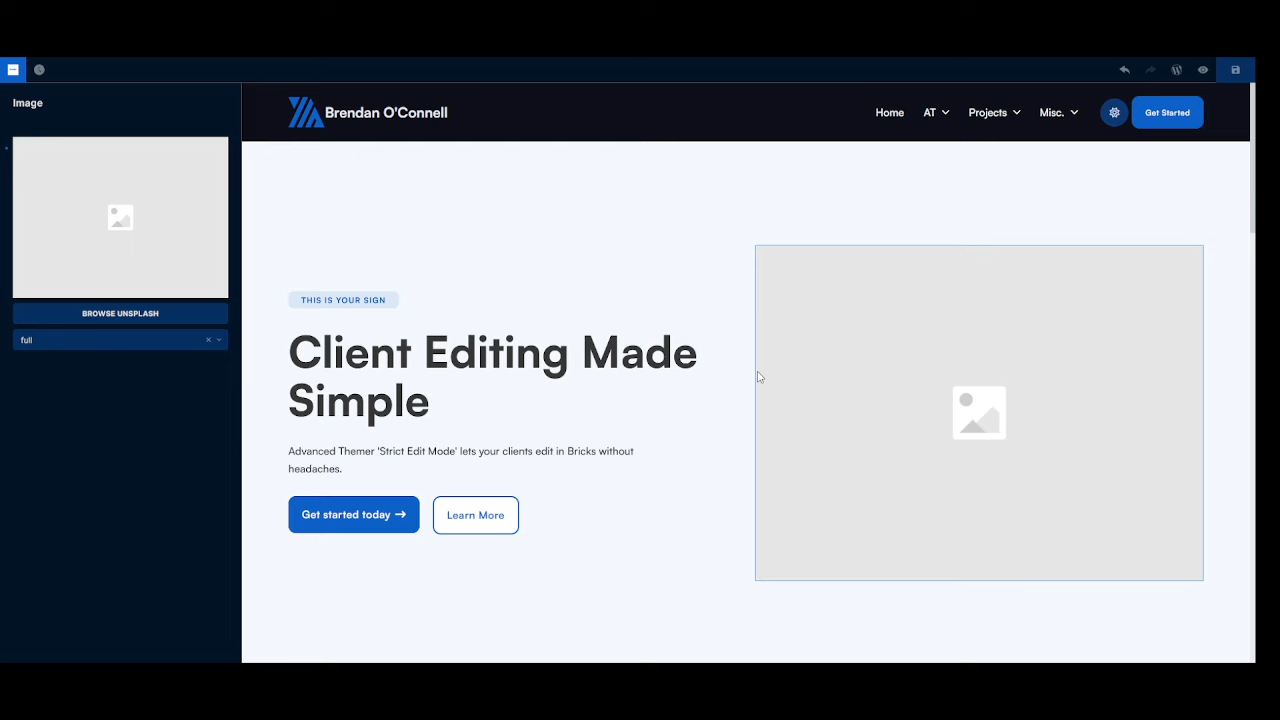 Image
BROWSE UNSPLASH
full
Brendan O'Connell
Home
AT
Projects
Misc.
Get Started
THIS IS YOUR SIGN
Client Editing Made
Simple
Advanced Themer 'Strict Edit Mode' lets your clients edit in Bricks without
headaches.
Get started today →
Learn More